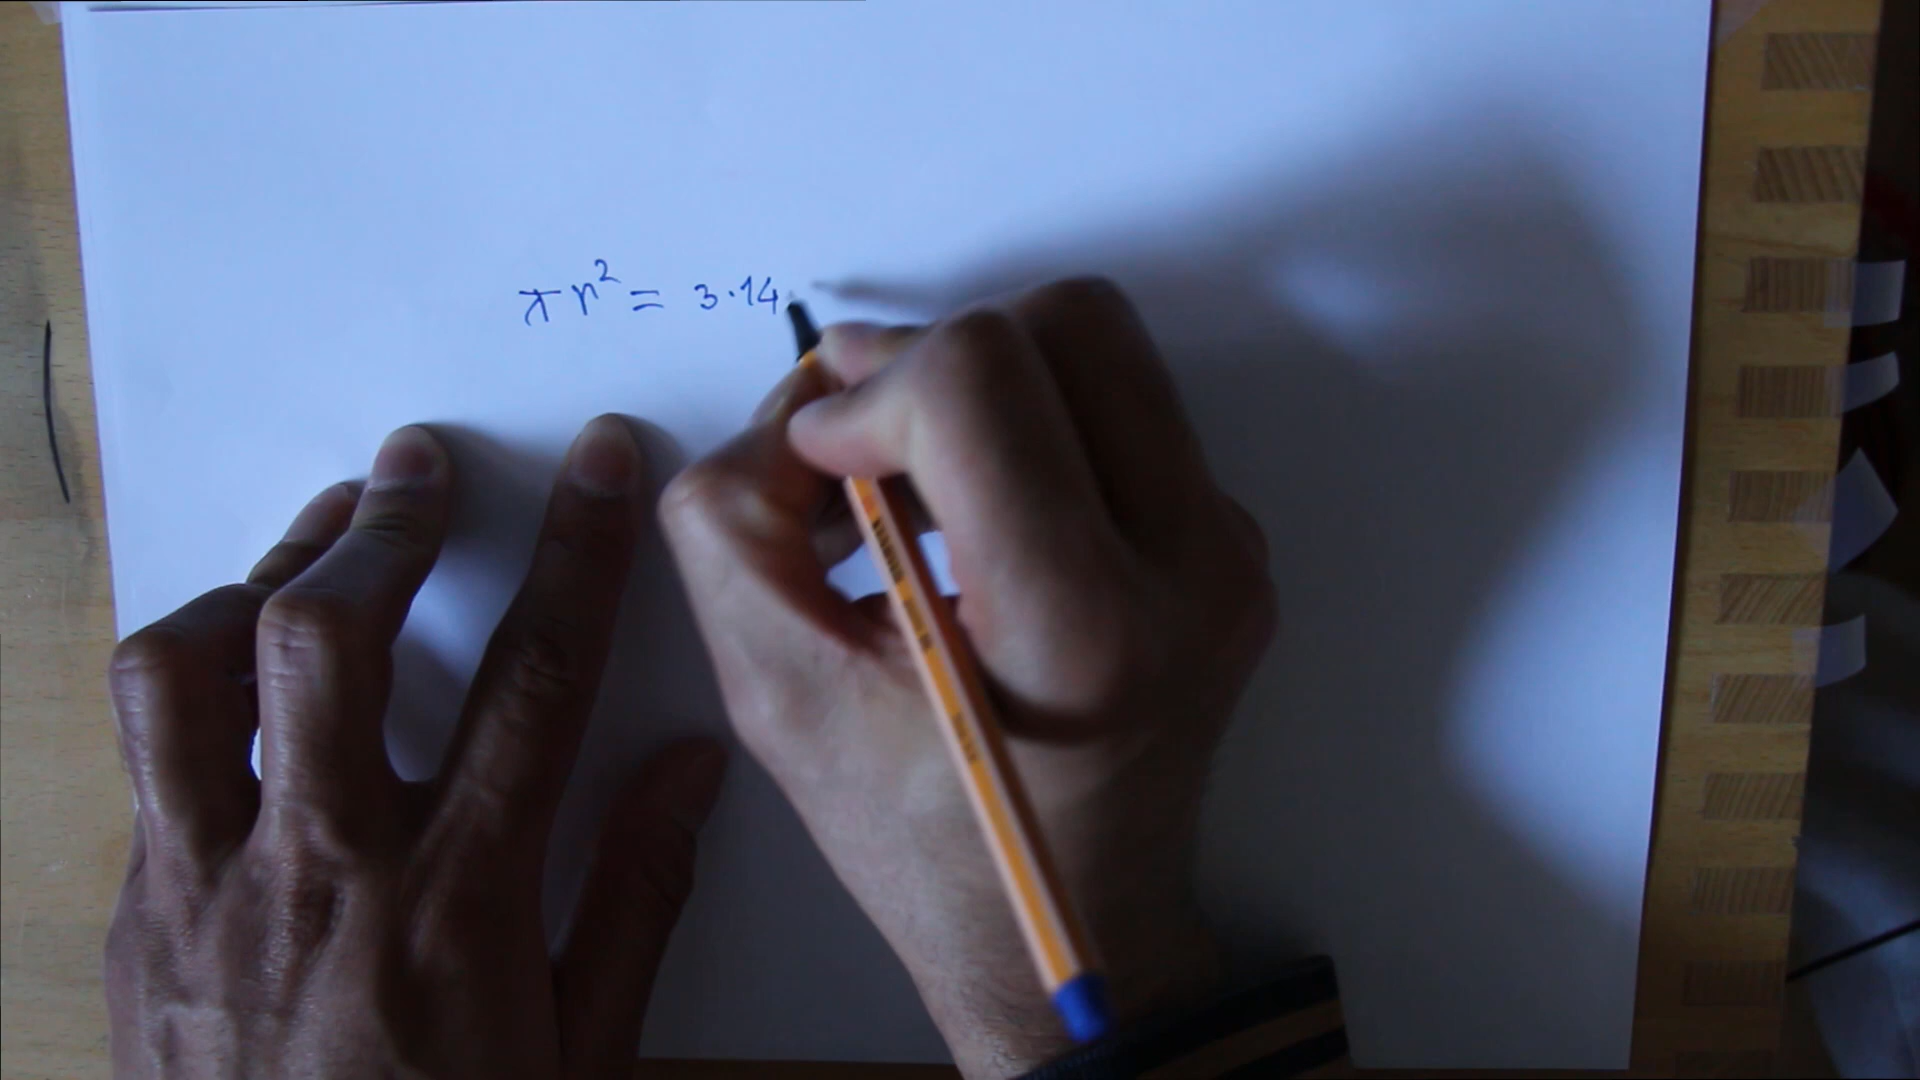 πr² = 3.14